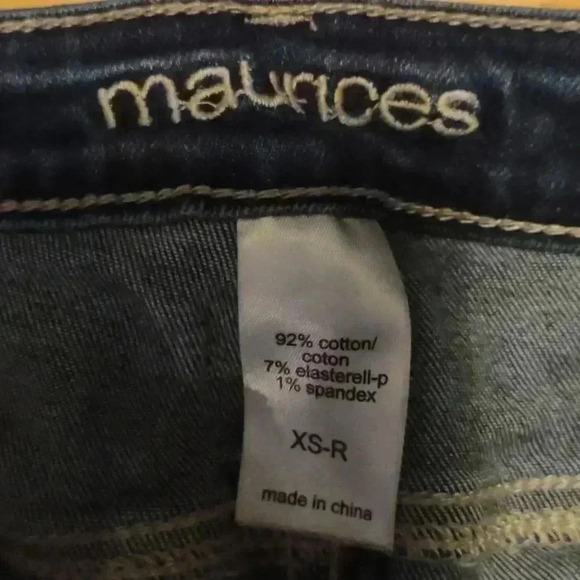 maurices
92% cotton/
coton
7% elasterell-p
1% spandex
XS-R
made in china